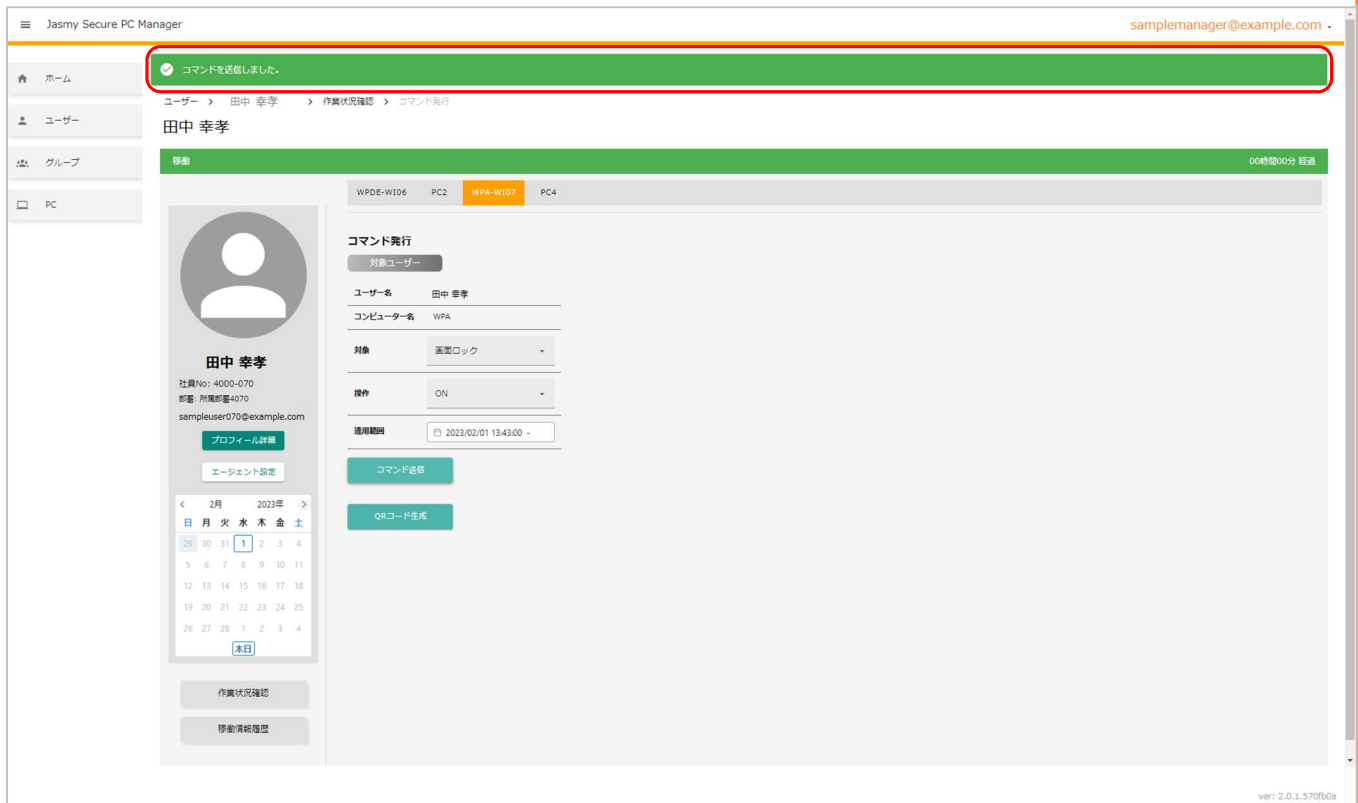 Jasmy Secure PC Manager
samplemanager@example.com
コマンドを送信しました。
ホーム
ユーザー
グループ
PC
ユーザー > 田中 幸孝 > 作業状況確認 > コマンド発行
田中 幸孝
稼働 00時間00分 経過
WPDE-WI06 PC2 WPA-WI07 PC4
コマンド発行
対象ユーザー
ユーザー名 田中 幸孝
コンピューター名 WPA
対象 画面ロック
操作 ON
適用範囲 2023/02/01 13:43:00 -
コマンド送信
QRコード生成
田中 幸孝
社員No: 4000-070
部署: 所属部署4070
sampleuser070@example.com
プロフィール詳細
エージェント設定
< 2月 2023年 >
日 月 火 水 木 金 土
29 30 31 1 2 3 4
5 6 7 8 9 10 11
12 13 14 15 16 17 18
19 20 21 22 23 24 25
26 27 28 1 2 3 4
本日
作業状況確認
稼働情報履歴
ver: 2.0.1.570fb0a